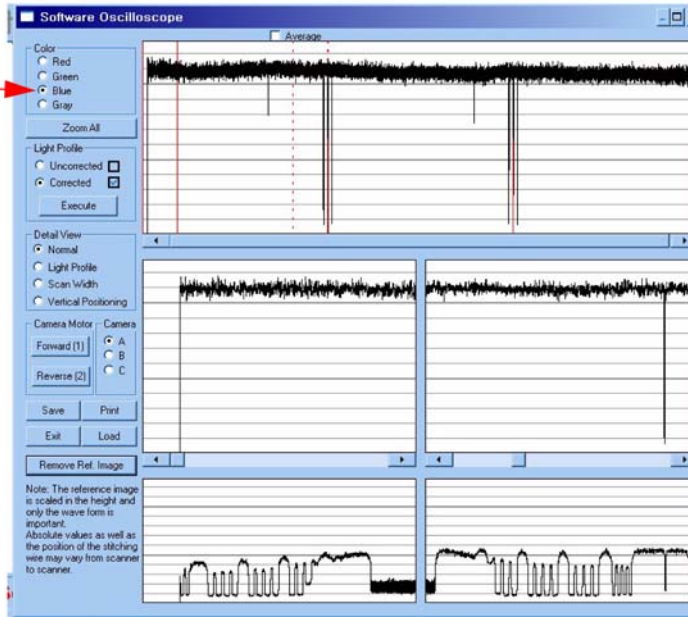 Software Oscilloscope
Average
Color
Red
Green
Blue
Gray
Zoom All
Light Profile
Uncorrected
Corrected
Execute
Detail View
Normal
Light Profile
Scan Width
Vertical Positioning
Camera Motor
Forward (1)
Reverse (2)
Camera
A
B
C
Save
Print
Exit
Load
Remove Ref. Image
Note: The reference image
is scaled in the height and
only the wave form is
important.
Absolute values as well as
the position of the stitching
wire may vary from scanner
to scanner.